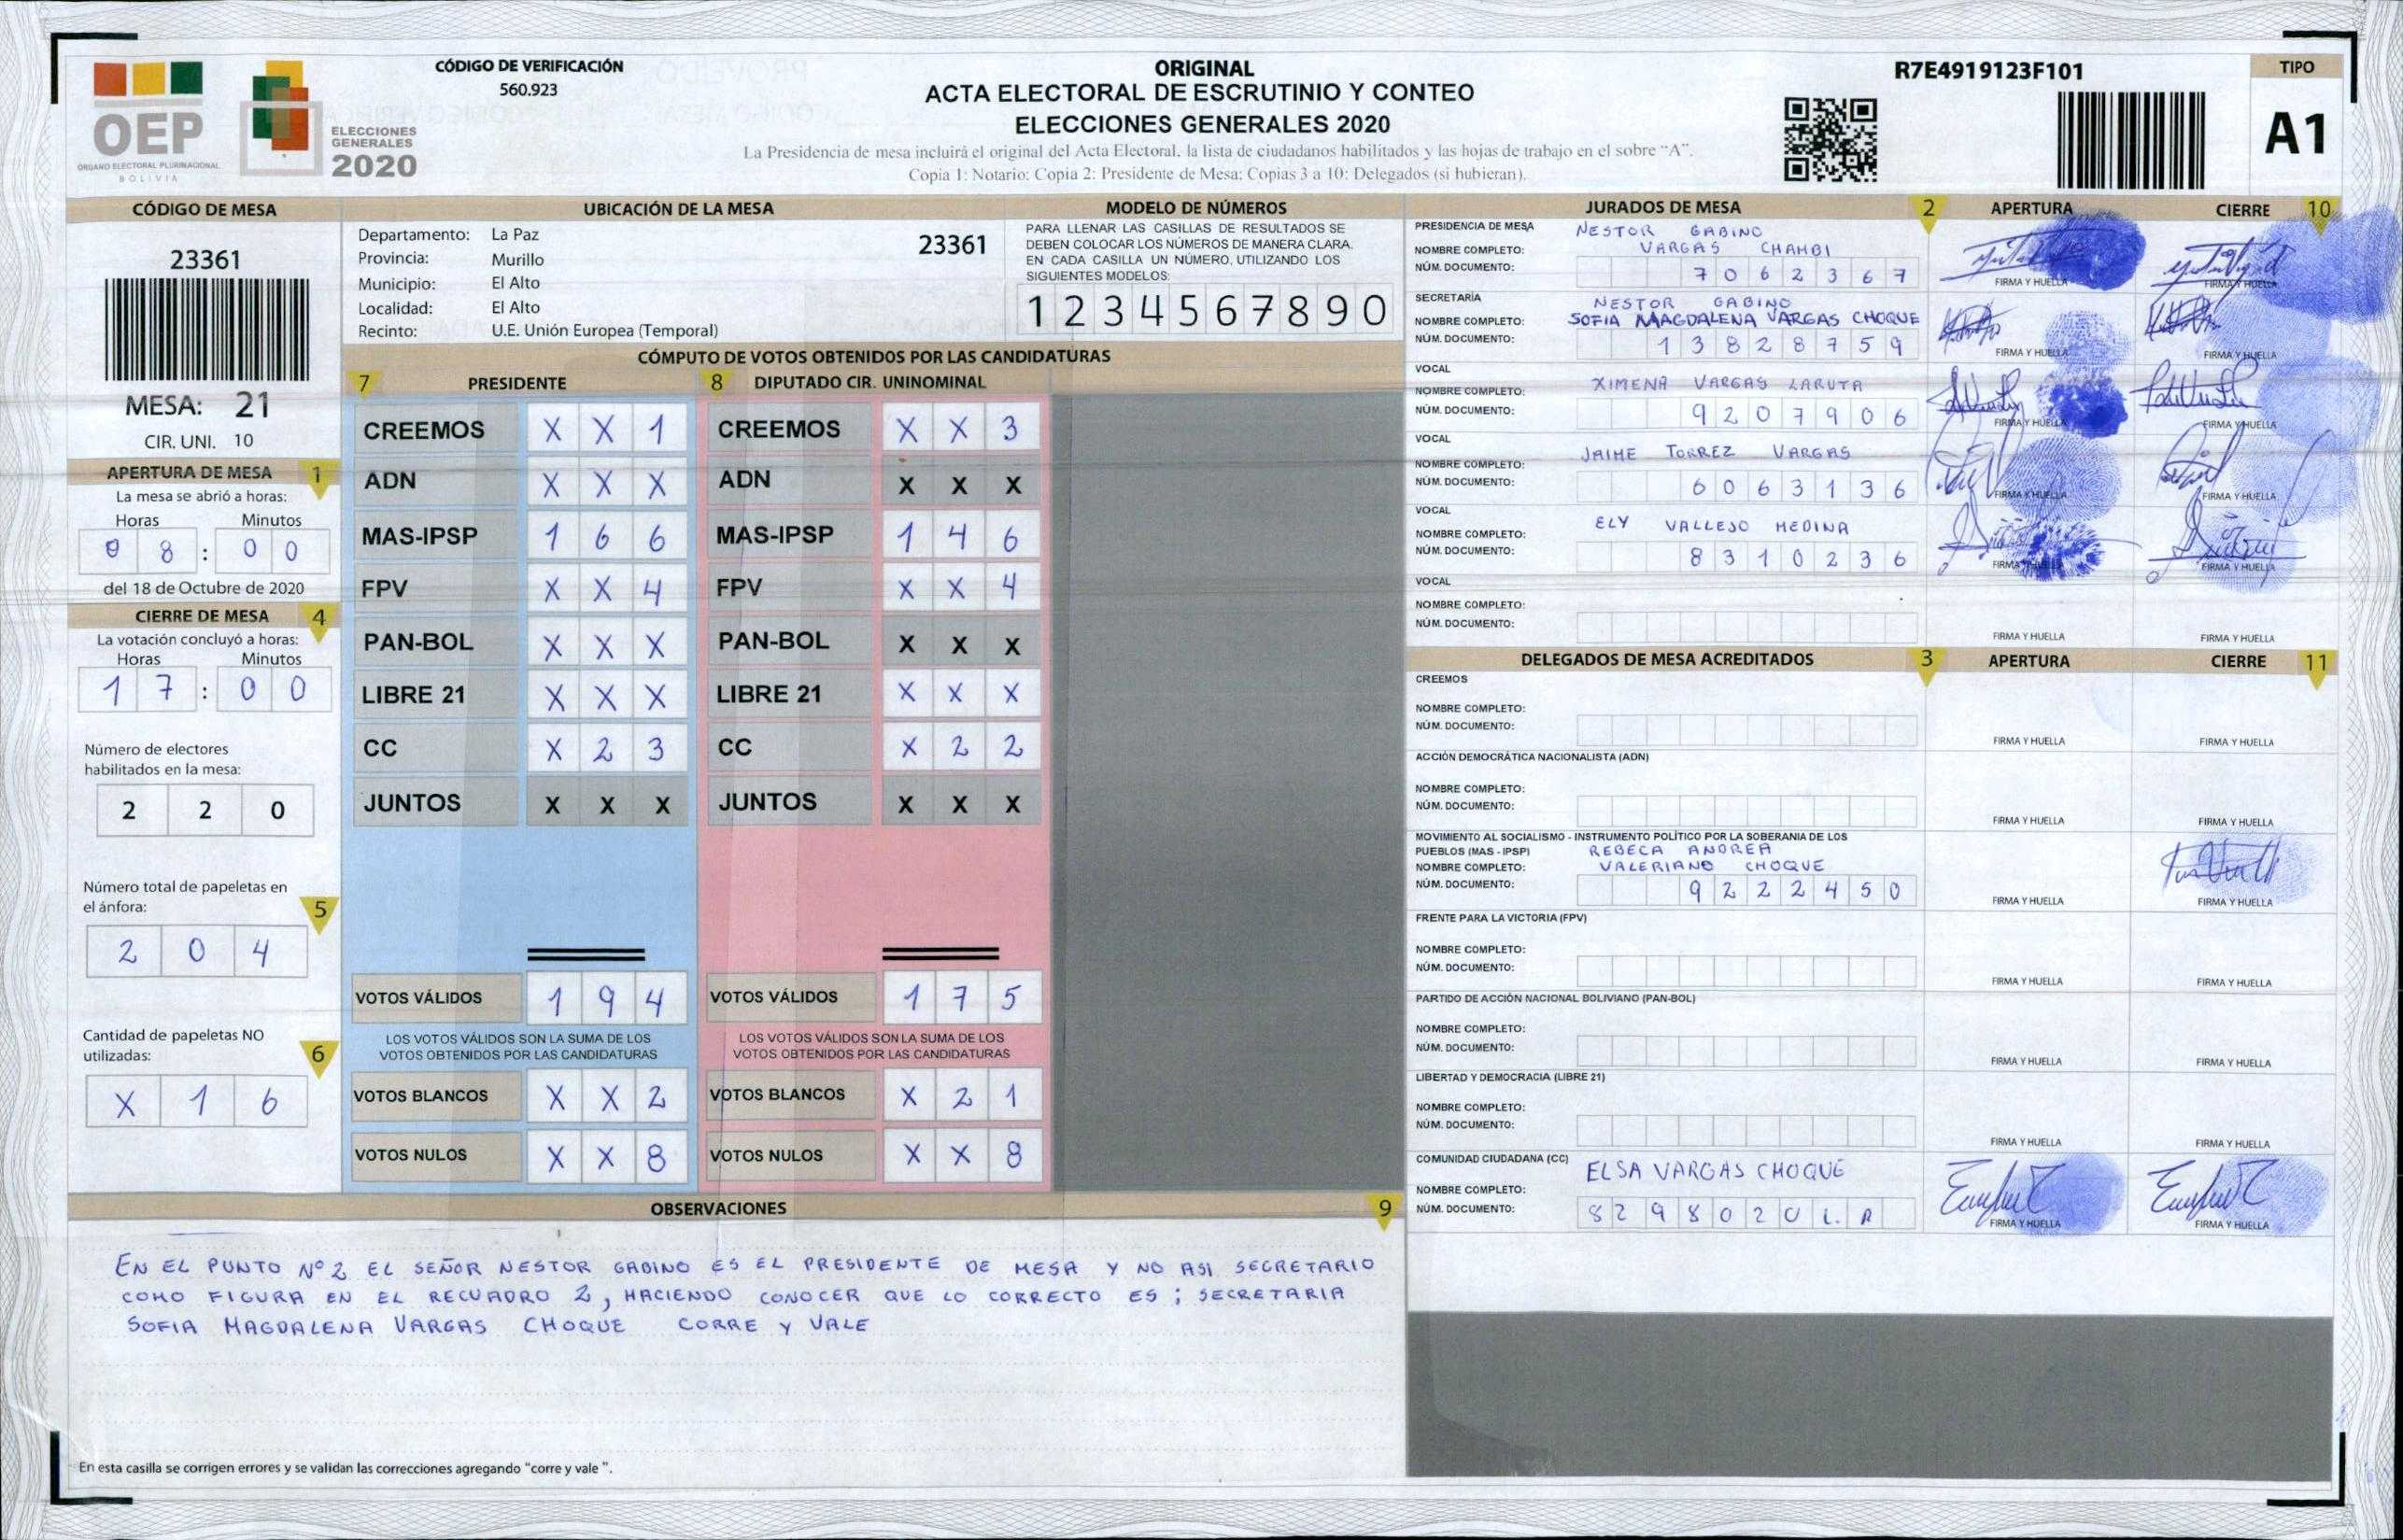 OEP
ÓRGANO ELECTORAL PLURINACIONAL
BOLIVIA
ELECCIONES
GENERALES
2020
CÓDIGO DE VERIFICACIÓN
560.923
ORIGINAL
ACTA ELECTORAL DE ESCRUTINIO Y CONTEO
ELECCIONES GENERALES 2020
La Presidencia de mesa incluirá el original del Acta Electoral, la lista de ciudadanos habilitados y las hojas de trabajo en el sobre "A".
Copia 1: Notario; Copia 2: Presidente de Mesa; Copias 3 a 10: Delegados (si hubieran).
R7E4919123F101
TIPO
A1
CÓDIGO DE MESA
23361
MESA: 21
CIR. UNI. 10
APERTURA DE MESA 1
La mesa se abrió a horas:
Horas Minutos
0 8 : 0 0
del 18 de Octubre de 2020
CIERRE DE MESA 4
La votación concluyó a horas:
Horas Minutos
1 7 : 0 0
Número de electores
habilitados en la mesa:
2 2 0
Número total de papeletas en
el ánfora: 5
2 0 4
Cantidad de papeletas NO
utilizadas: 6
X 1 6
UBICACIÓN DE LA MESA
Departamento: La Paz
23361
Provincia: Murillo
Municipio: El Alto
Localidad: El Alto
Recinto: U.E. Unión Europea (Temporal)
MODELO DE NÚMEROS
PARA LLENAR LAS CASILLAS DE RESULTADOS SE
DEBEN COLOCAR LOS NÚMEROS DE MANERA CLARA.
EN CADA CASILLA UN NÚMERO, UTILIZANDO LOS
SIGUIENTES MODELOS:
1 2 3 4 5 6 7 8 9 0
CÓMPUTO DE VOTOS OBTENIDOS POR LAS CANDIDATURAS
7 PRESIDENTE 8 DIPUTADO CIR. UNINOMINAL
CREEMOS X X 1 CREEMOS X X 3
ADN X X X ADN X X X
MAS-IPSP 1 6 6 MAS-IPSP 1 4 6
FPV X X 4 FPV X X 4
PAN-BOL X X X PAN-BOL X X X
LIBRE 21 X X X LIBRE 21 X X X
CC X 2 3 CC X 2 2
JUNTOS X X X JUNTOS X X X
VOTOS VÁLIDOS 1 9 4 VOTOS VÁLIDOS 1 7 5
LOS VOTOS VÁLIDOS SON LA SUMA DE LOS LOS VOTOS VÁLIDOS SON LA SUMA DE LOS
VOTOS OBTENIDOS POR LAS CANDIDATURAS VOTOS OBTENIDOS POR LAS CANDIDATURAS
VOTOS BLANCOS X X 2 VOTOS BLANCOS X 2 1
VOTOS NULOS X X 8 VOTOS NULOS X X 8
OBSERVACIONES 9
EN EL PUNTO Nº 2 EL SEÑOR NESTOR GABINO ES EL PRESIDENTE DE MESA Y NO ASI SECRETARIO
COMO FIGURA EN EL RECUADRO 2, HACIENDO CONOCER QUE LO CORRECTO ES ; SECRETARIA
SOFIA MAGDALENA VARGAS CHOQUE CORRE Y VALE
En esta casilla se corrigen errores y se validan las correcciones agregando "corre y vale ".
JURADOS DE MESA 2 APERTURA CIERRE 10
PRESIDENCIA DE MESA NESTOR GABINO
NOMBRE COMPLETO: VARGAS CHAMBI
NÚM. DOCUMENTO: 7 0 6 2 3 6 7
FIRMA Y HUELLA FIRMA Y HUELLA
SECRETARÍA NESTOR GABINO
NOMBRE COMPLETO: SOFIA MAGDALENA VARGAS CHOQUE
NÚM. DOCUMENTO: 1 3 8 2 8 7 5 9
FIRMA Y HUELLA FIRMA Y HUELLA
VOCAL
NOMBRE COMPLETO: XIMENA VARGAS LARUTA
NÚM. DOCUMENTO: 9 2 0 7 9 0 6
FIRMA Y HUELLA FIRMA Y HUELLA
VOCAL
NOMBRE COMPLETO: JAIME TORREZ VARGAS
NÚM. DOCUMENTO: 6 0 6 3 1 3 6
FIRMA Y HUELLA FIRMA Y HUELLA
VOCAL
NOMBRE COMPLETO: ELY VALLEJO MEDINA
NÚM. DOCUMENTO: 8 3 1 0 2 3 6
FIRMA Y HUELLA FIRMA Y HUELLA
VOCAL
NOMBRE COMPLETO:
NÚM. DOCUMENTO:
FIRMA Y HUELLA FIRMA Y HUELLA
DELEGADOS DE MESA ACREDITADOS 3 APERTURA CIERRE 11
CREEMOS
NOMBRE COMPLETO:
NÚM. DOCUMENTO:
FIRMA Y HUELLA FIRMA Y HUELLA
ACCIÓN DEMOCRÁTICA NACIONALISTA (ADN)
NOMBRE COMPLETO:
NÚM. DOCUMENTO:
FIRMA Y HUELLA FIRMA Y HUELLA
MOVIMIENTO AL SOCIALISMO - INSTRUMENTO POLÍTICO POR LA SOBERANIA DE LOS
PUEBLOS (MAS - IPSP) REBECA ANDREA
NOMBRE COMPLETO: VALERIANO CHOQUE
NÚM. DOCUMENTO: 9 2 2 2 4 5 0
FIRMA Y HUELLA FIRMA Y HUELLA
FRENTE PARA LA VICTORIA (FPV)
NOMBRE COMPLETO:
NÚM. DOCUMENTO:
FIRMA Y HUELLA FIRMA Y HUELLA
PARTIDO DE ACCIÓN NACIONAL BOLIVIANO (PAN-BOL)
NOMBRE COMPLETO:
NÚM. DOCUMENTO:
FIRMA Y HUELLA FIRMA Y HUELLA
LIBERTAD Y DEMOCRACIA (LIBRE 21)
NOMBRE COMPLETO:
NÚM. DOCUMENTO:
FIRMA Y HUELLA FIRMA Y HUELLA
COMUNIDAD CIUDADANA (CC) ELSA VARGAS CHOQUE
NOMBRE COMPLETO:
NÚM. DOCUMENTO: 8 2 9 8 0 2 0 L. P
FIRMA Y HUELLA FIRMA Y HUELLA